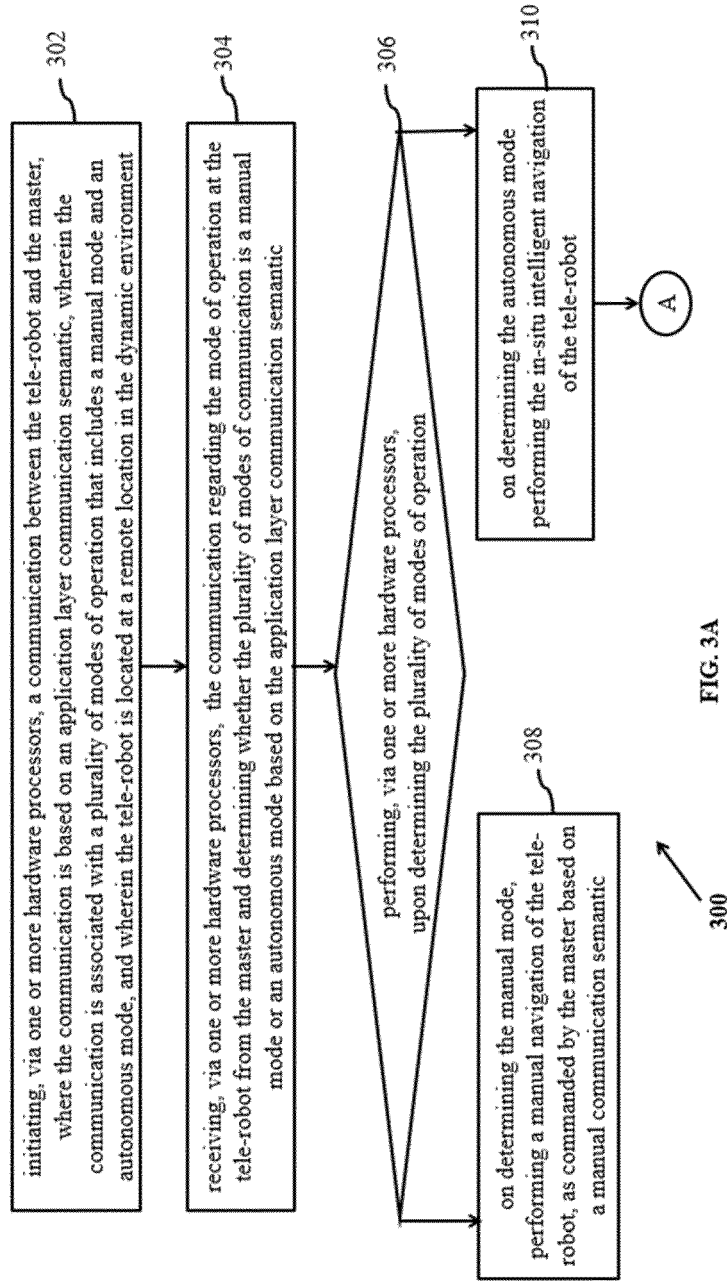 initiating, via one or more hardware processors, a communication between the tele-robot and the master,
where the communication is based on an application layer communication semantic, wherein the
communication is associated with a plurality of modes of operation that includes a manual mode and an
autonomous mode, and wherein the tele-robot is located at a remote location in the dynamic environment
302
receiving, via one or more hardware processors, the communication regarding the mode of operation at the
tele-robot from the master and determining whether the plurality of modes of communication is a manual
mode or an autonomous mode based on the application layer communication semantic
304
performing, via one or more hardware processors,
upon determining the plurality of modes of operation
306
on determining the manual mode,
performing a manual navigation of the tele-
robot, as commanded by the master based on
a manual communication semantic
308
on determining the autonomous mode
performing the in-situ intelligent navigation
of the tele-robot
310
A
300
FIG. 3A